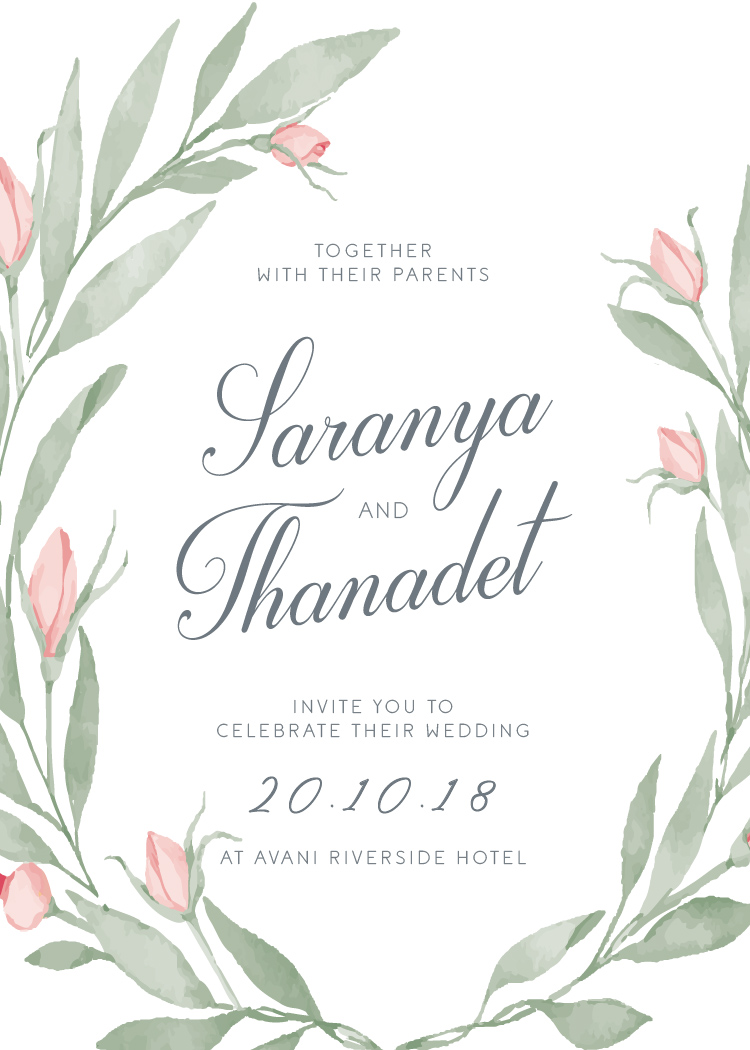 TOGETHER
WITH THEIR PARENTS
Saranya
AND
Thanadet
INVITE YOU TO
CELEBRATE THEIR WEDDING
20.10.18
AT AVANI RIVERSIDE HOTEL